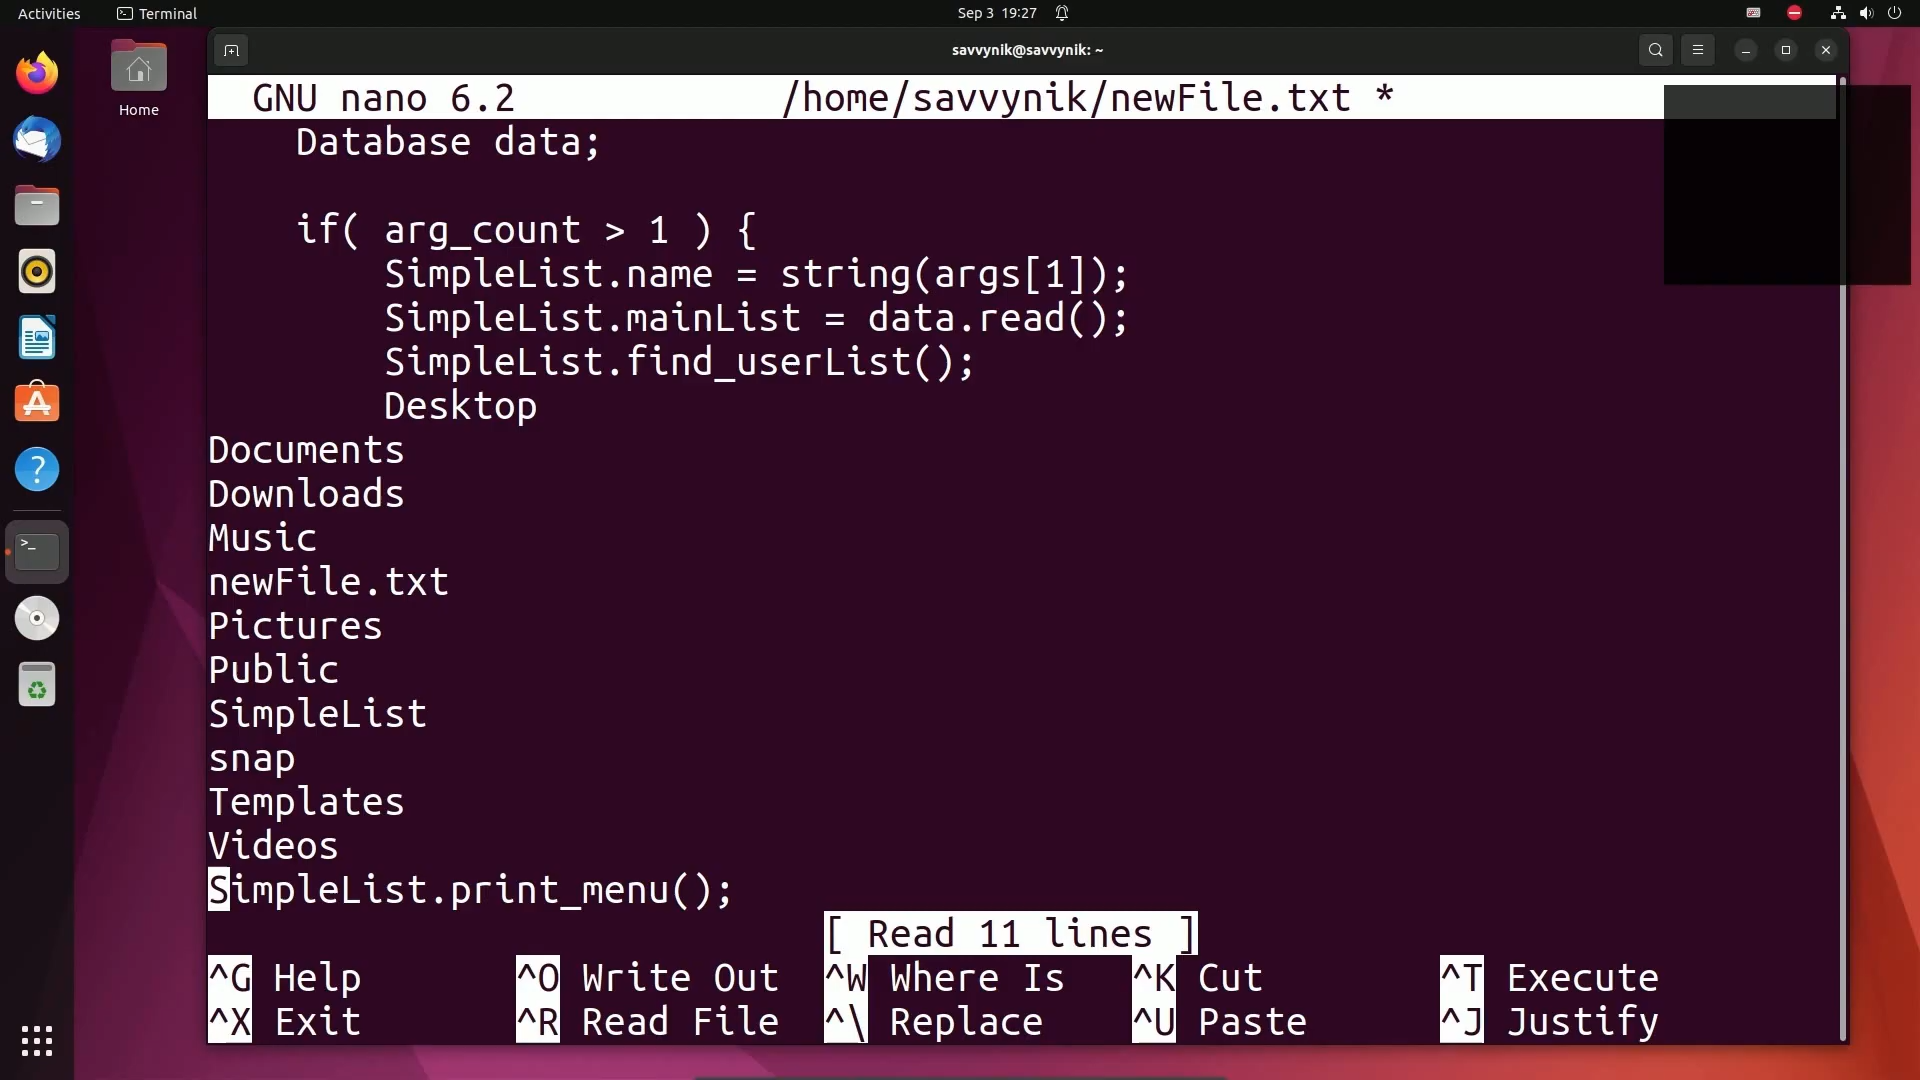 Activities Terminal Sep 3 19:27
savvynik@savvynik: ~
Home
GNU nano 6.2 /home/savvynik/newFile.txt *
Database data;
if( arg_count > 1 ) {
SimpleList.name = string(args[1]);
SimpleList.mainList = data.read();
SimpleList.find_userList();
Desktop
Documents
Downloads
Music
newFile.txt
Pictures
Public
SimpleList
snap
Templates
Videos
SimpleList.print_menu();
[ Read 11 lines ]
^G Help ^O Write Out ^W Where Is ^K Cut ^T Execute
^X Exit ^R Read File ^\ Replace ^U Paste ^J Justify